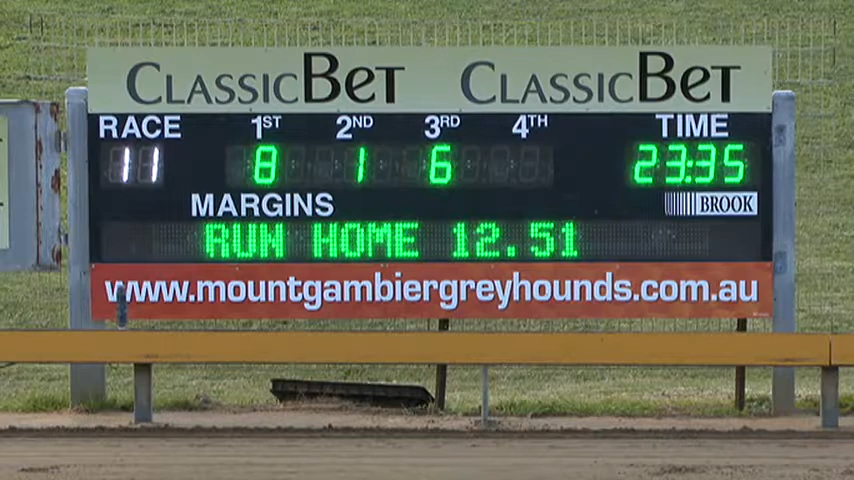 CLASSICBET CLASSICBET
RACE 1ST 2ND 3RD 4TH TIME
11 8 1 6 23:35
MARGINS BROOK
RUN HOME 12.51
www.mountgambiergreyhounds.com.au